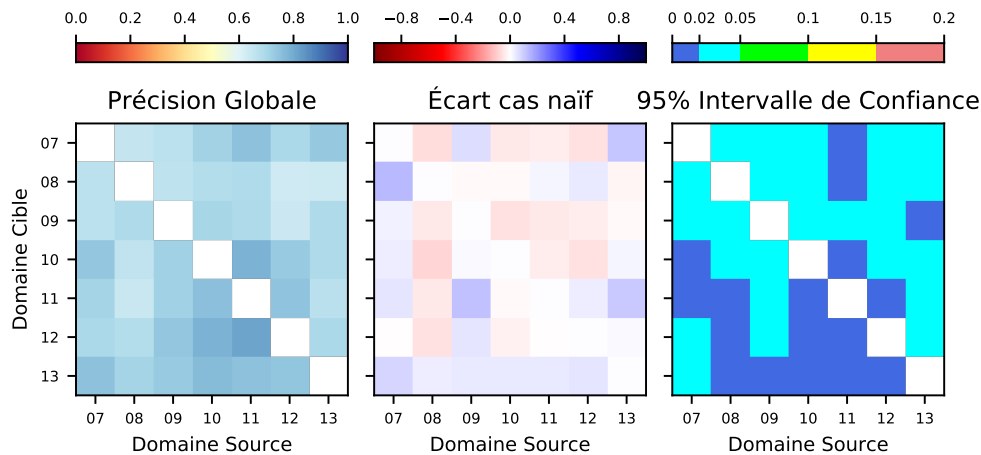 0.0 0.2 0.4 0.6 0.8 1.0
−0.8 −0.4 0.0 0.4 0.8
0 0.02 0.05 0.1 0.15 0.2
Précision Globale
Écart cas naïf
95% Intervalle de Confiance
Domaine Cible
07
08
09
10
11
12
13
07 08 09 10 11 12 13
07 08 09 10 11 12 13
07 08 09 10 11 12 13
Domaine Source
Domaine Source
Domaine Source